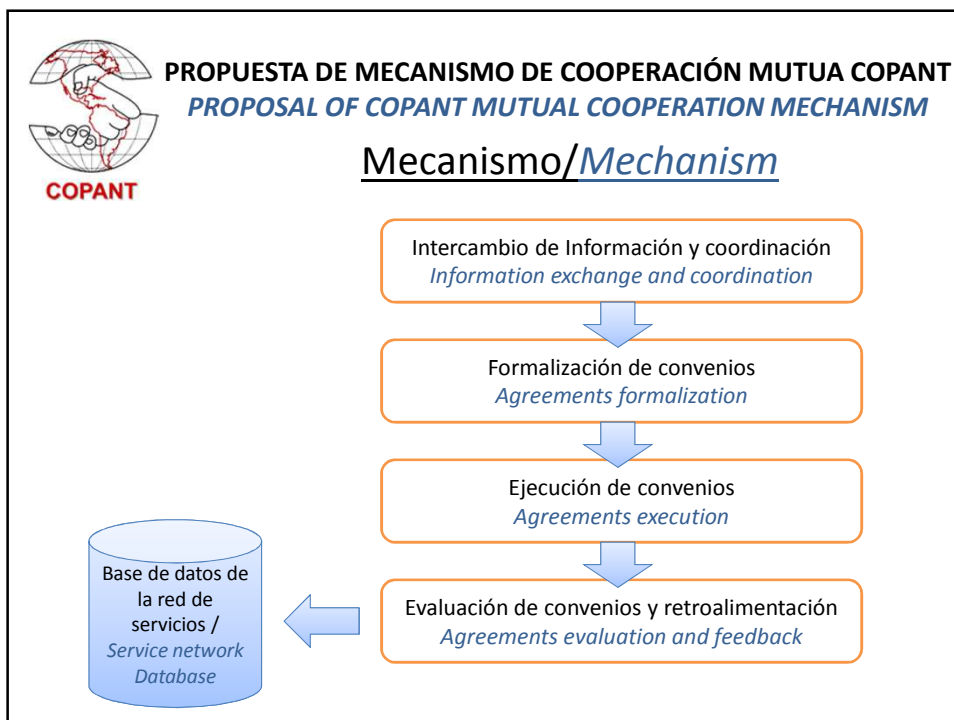 PROPUESTA DE MECANISMO DE COOPERACIÓN MUTUA COPANT
PROPOSAL OF COPANT MUTUAL COOPERATION MECHANISM
COPANT
Mecanismo/Mechanism
Intercambio de Información y coordinación
Information exchange and coordination
Formalización de convenios
Agreements formalization
Ejecución de convenios
Agreements execution
Evaluación de convenios y retroalimentación
Agreements evaluation and feedback
Base de datos de
la red de
servicios /
Service network
Database